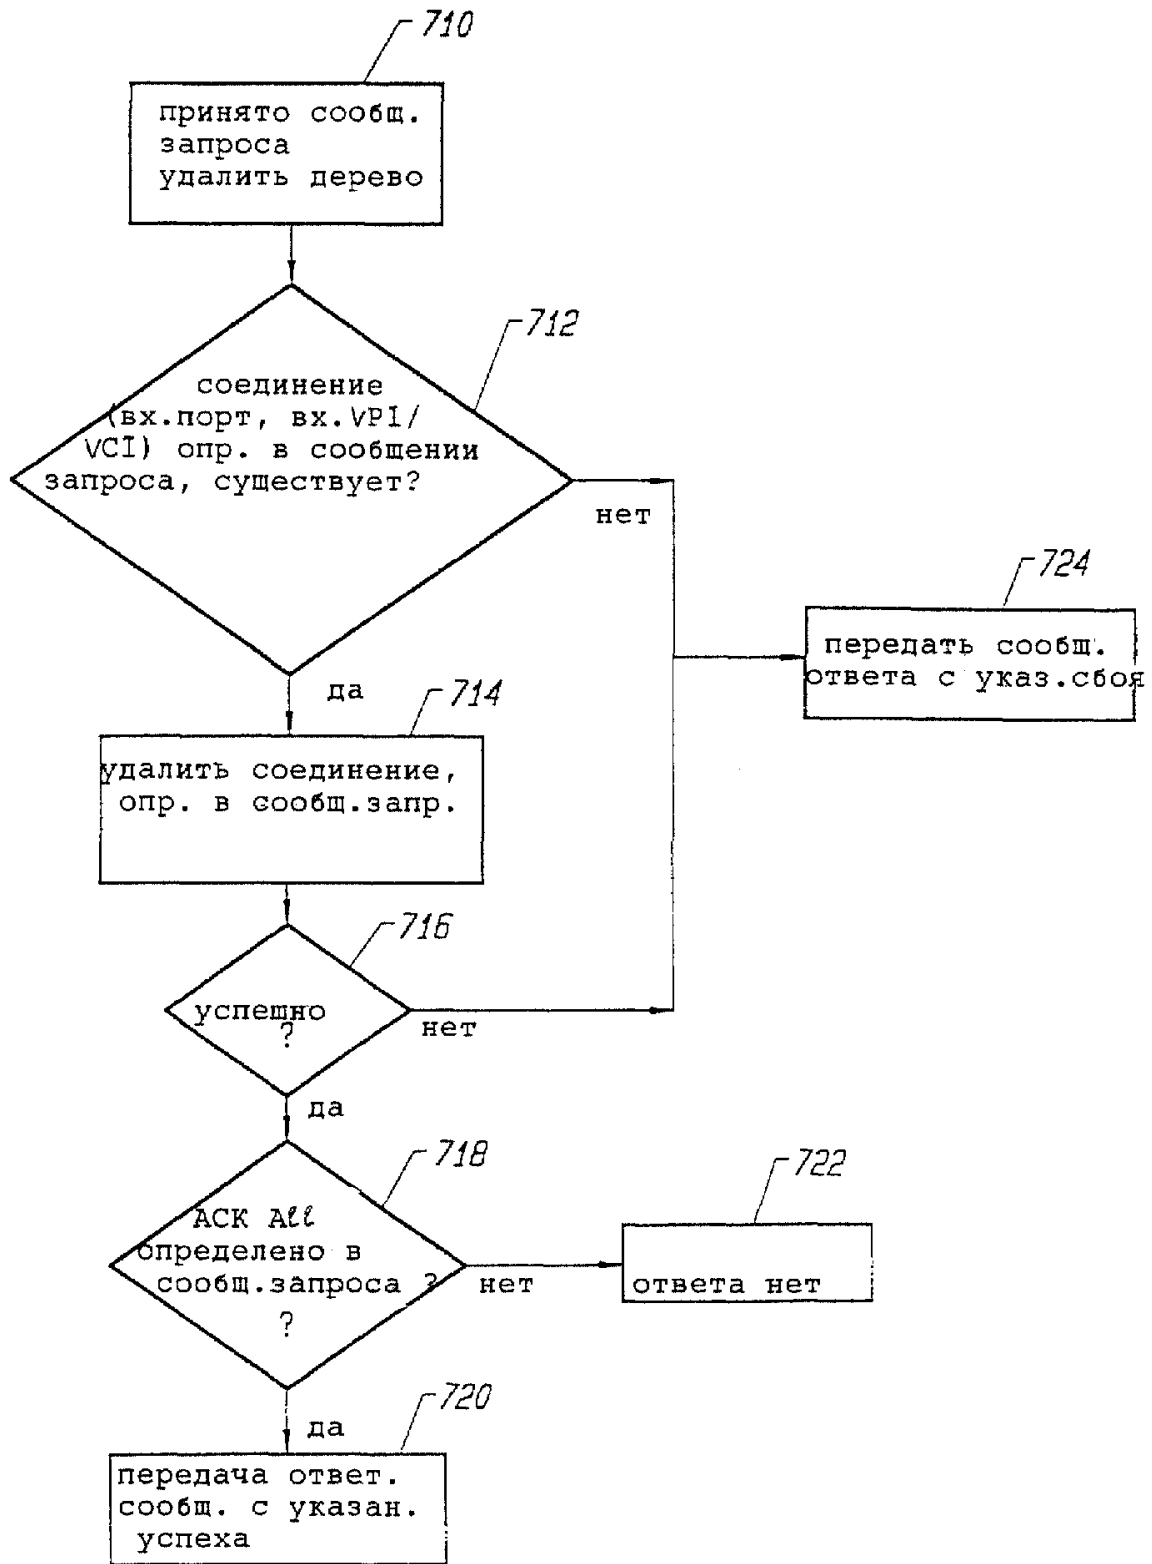 710
принято сообщ.
запроса
удалить дерево
712
соединение
(вх.порт, вх.VPI/
VCI) опр. в сообщении
запроса, существует?
нет
724
передать сообщ.
ответа с указ.сбоя
да
714
удалить соединение,
опр. в сообщ.запр.
716
успешно
?
нет
да
718
АСК All
определено в
сообщ.запроса ?
?
нет
722
ответа нет
да
720
передача ответ.
сообщ. с указан.
успеха